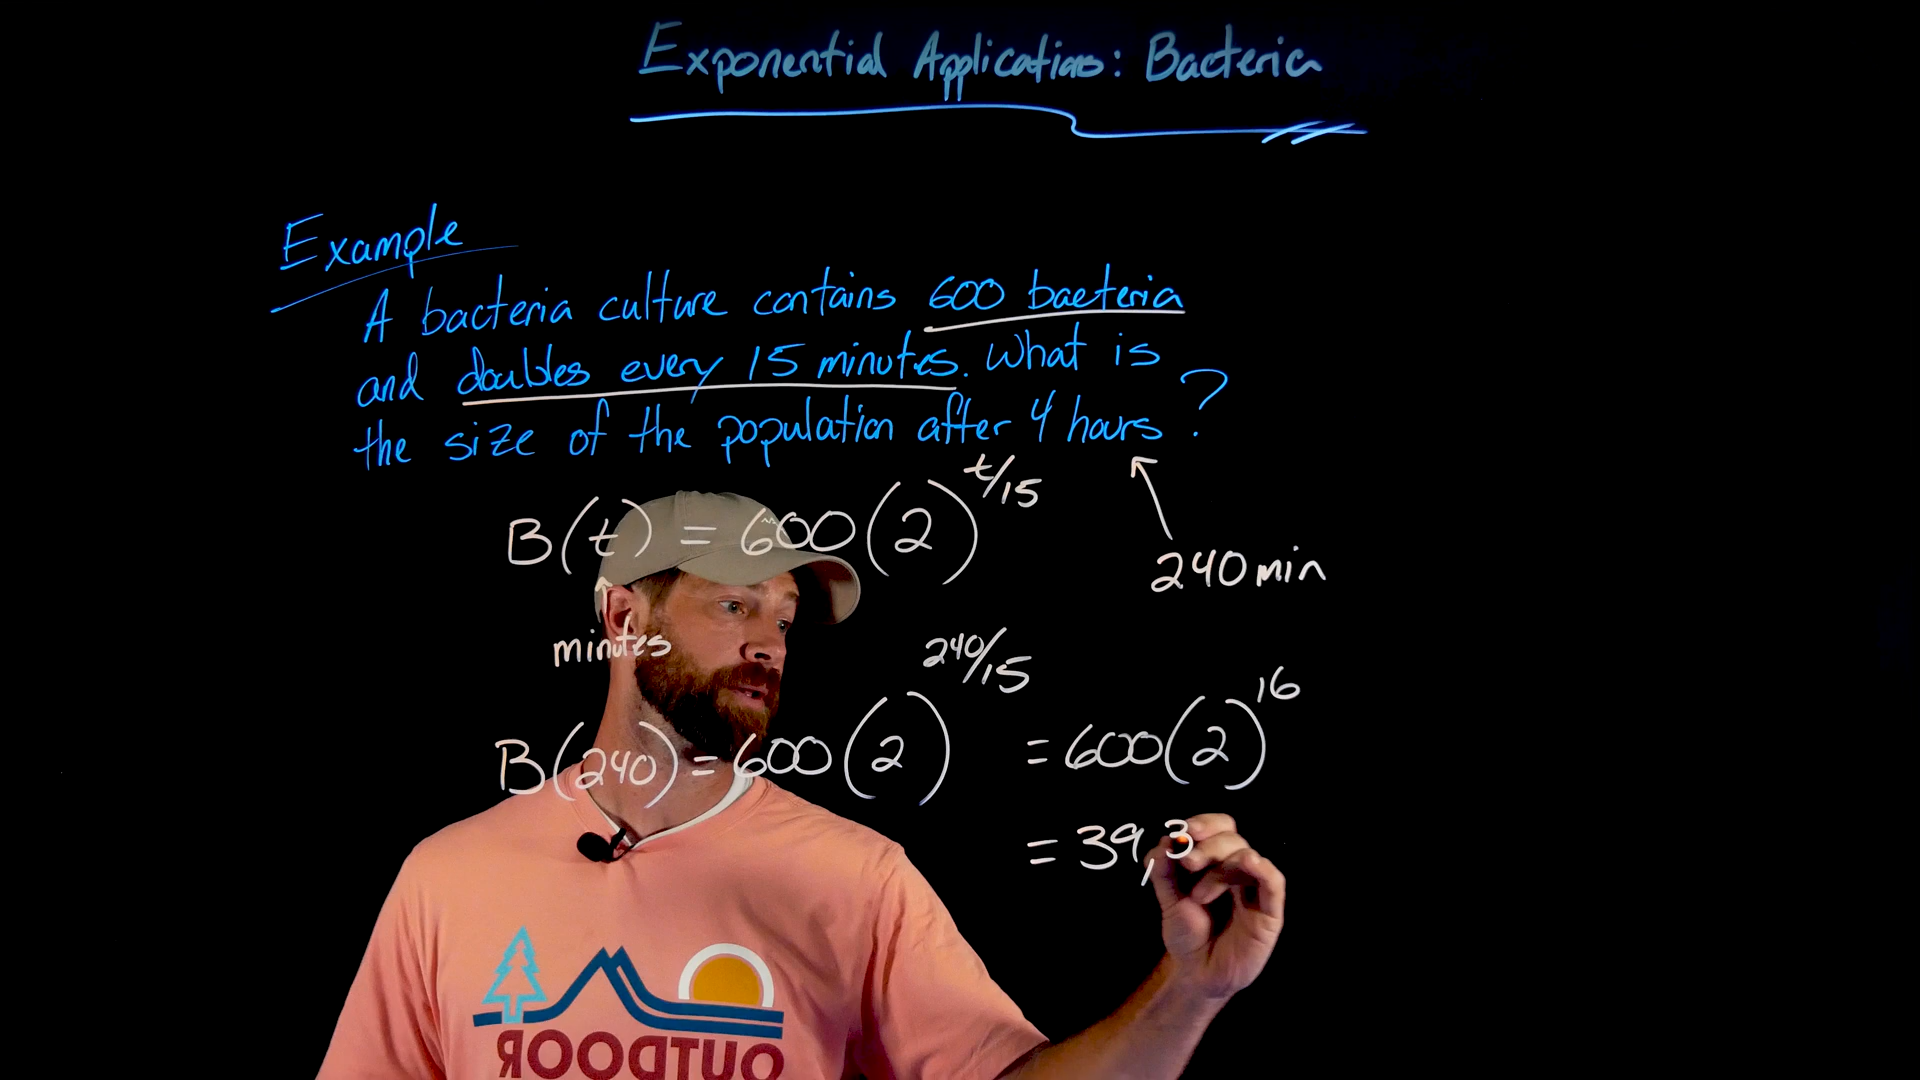 Exponential Applications: Bacteria
Example
A bacteria culture contains 600 bacteria
and doubles every 15 minutes. What is
the size of the population after 4 hours?
B(t) = 600(2)^t/15
240 min
minutes
B(240) = 600(2)^240/15 = 600(2)^16
= 39,3
OUTDOOR